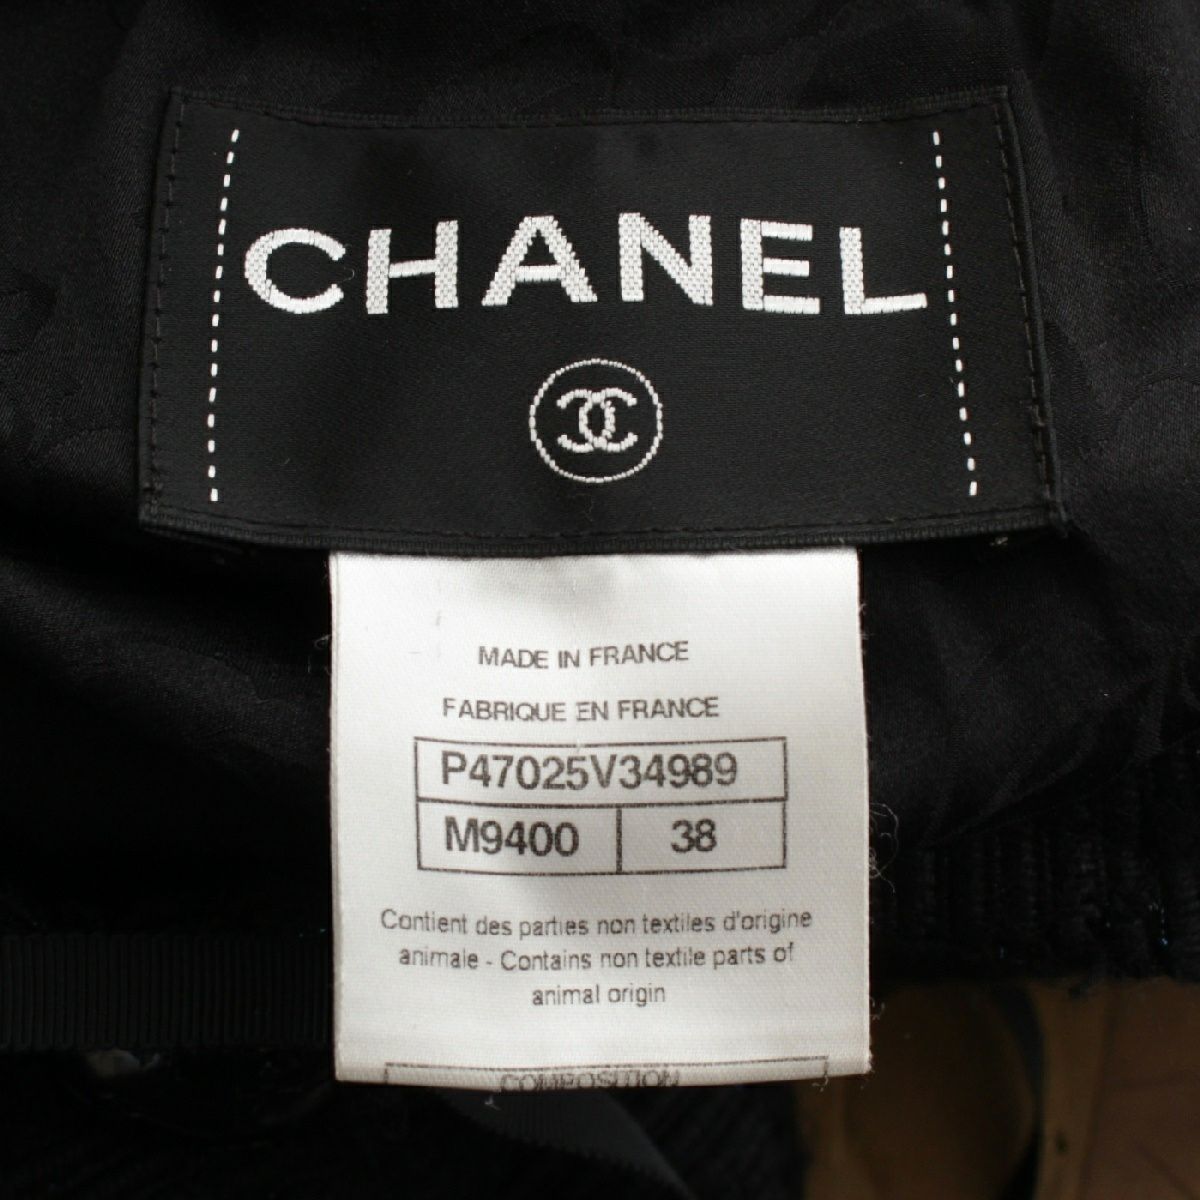 CHANEL
MADE IN FRANCE
FABRIQUE EN FRANCE
P47025V34989
M9400 38
Contient des parties non textiles d'origine
animale - Contains non textile parts of
animal origin
COMPOSITION